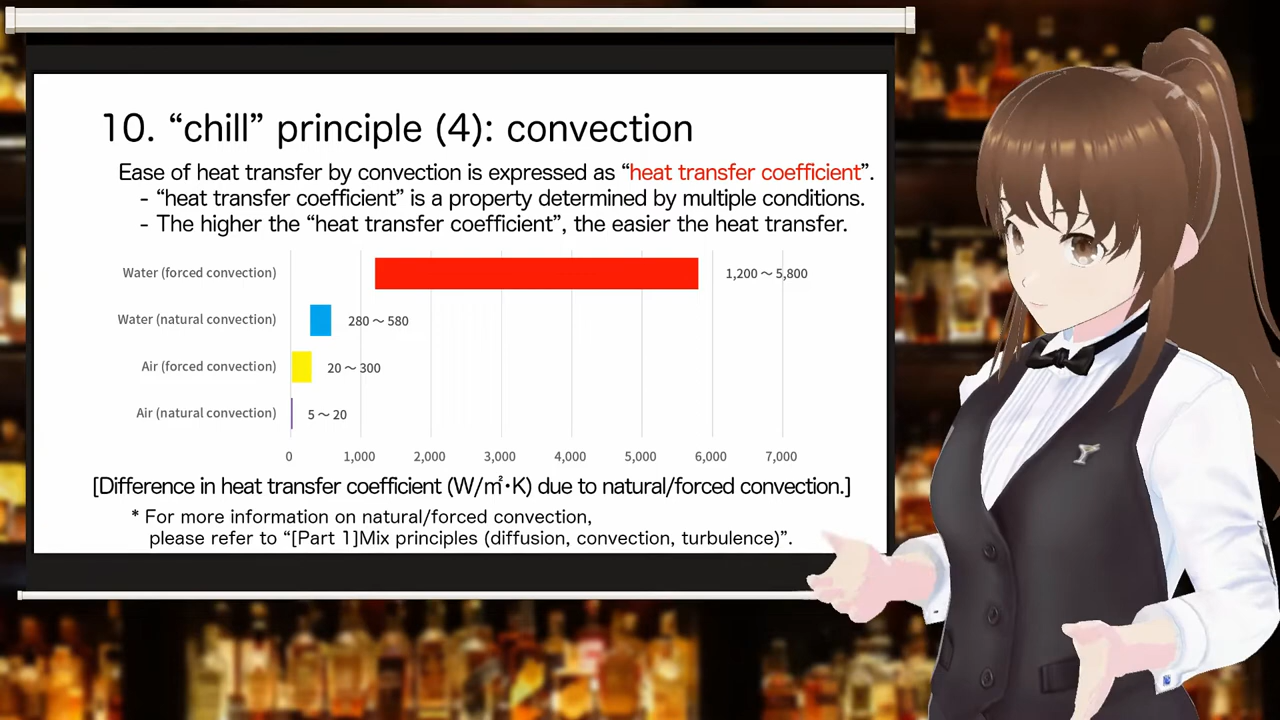 10. “chill” principle (4): convection
Ease of heat transfer by convection is expressed as “heat transfer coefficient”.
- “heat transfer coefficient” is a property determined by multiple conditions.
- The higher the “heat transfer coefficient”, the easier the heat transfer.
Water (forced convection) 1,200 ～ 5,800
Water (natural convection) 280 ～ 580
Air (forced convection) 20 ～ 300
Air (natural convection) 5 ～ 20
0 1,000 2,000 3,000 4,000 5,000 6,000 7,000
[Difference in heat transfer coefficient (W/㎡･K) due to natural/forced convection.]
* For more information on natural/forced convection,
please refer to “[Part 1]Mix principles (diffusion, convection, turbulence)”.